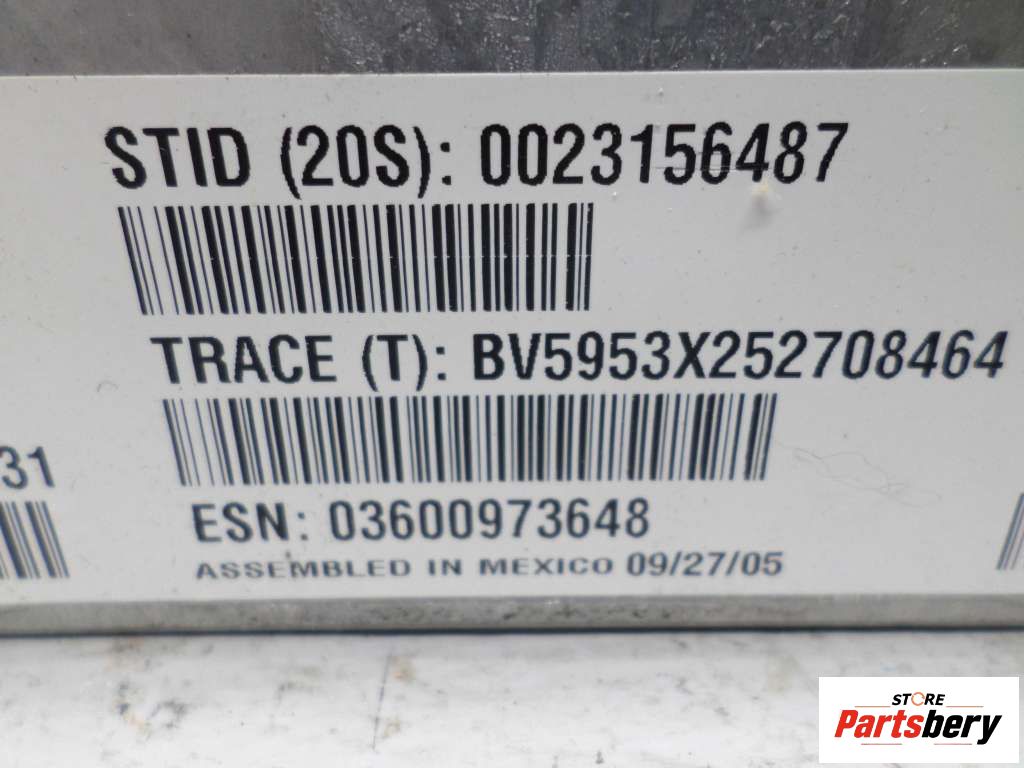 STID (20S): 0023156487
TRACE (T): BV5953X252708464
31
ESN: 03600973648
ASSEMBLED IN MEXICO 09/27/05
STORE
Partsbery